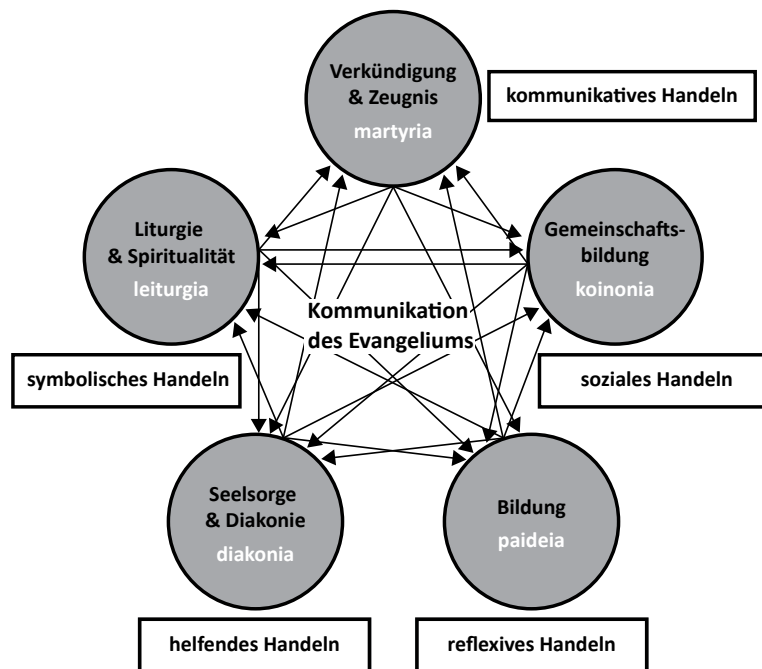 Verkündigung
& Zeugnis
martyria
kommunikatives Handeln
Liturgie
& Spiritualität
leiturgia
Gemeinschafts-
bildung
koinonia
Kommunikation
des Evangeliums
symbolisches Handeln
soziales Handeln
Seelsorge
& Diakonie
diakonia
Bildung
paideia
helfendes Handeln
reflexives Handeln